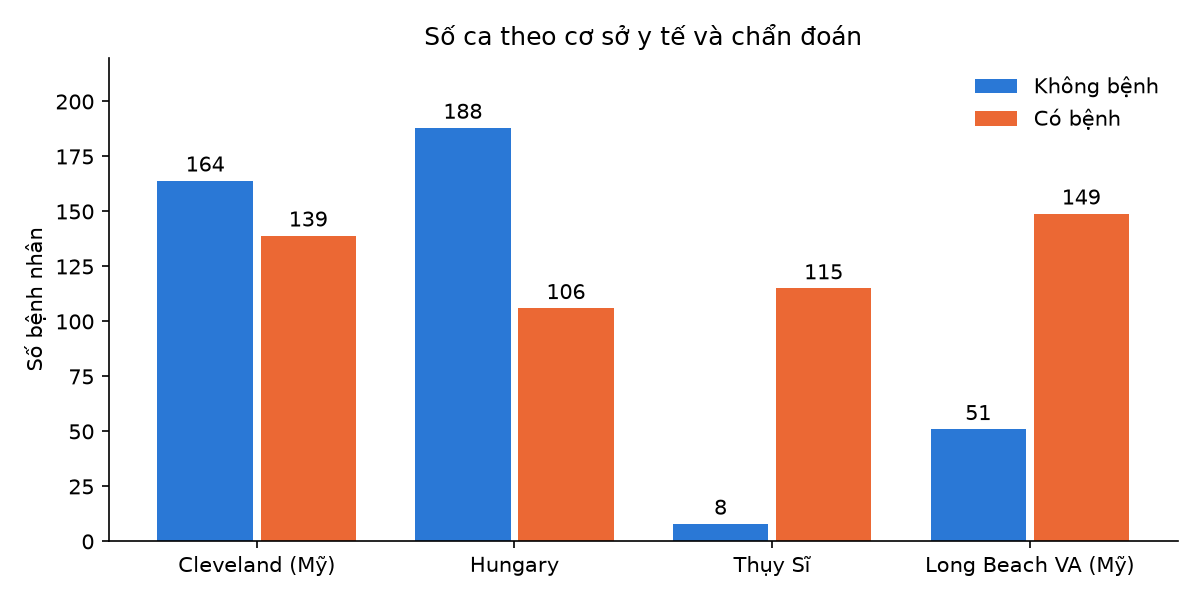 Số ca theo cơ sở y tế và chẩn đoán
Không bệnh
Có bệnh
Số bệnh nhân
200
175
150
125
100
75
50
25
0
164
139
188
106
8
115
51
149
Cleveland (Mỹ)
Hungary
Thụy Sĩ
Long Beach VA (Mỹ)